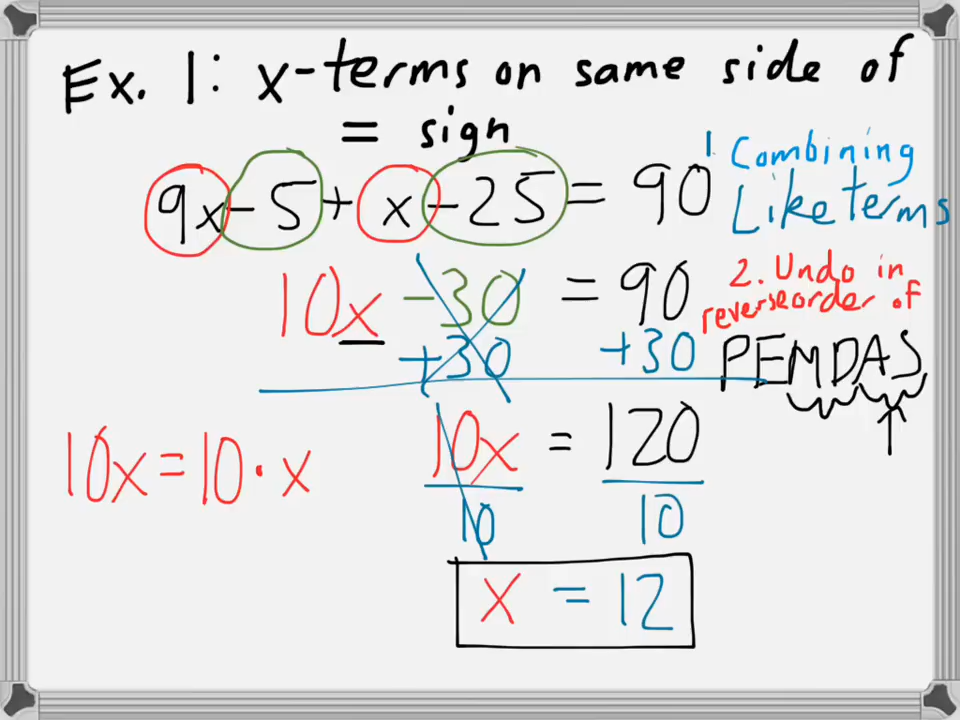 Ex. 1: x-terms on same side of
= sign
9x - 5 + x - 25 = 90
1. Combining
Like terms
10x - 30 = 90
2. Undo in
reverse order of
+30 +30
PEMDAS
10x = 120
10 10
10x = 10 · x
x = 12